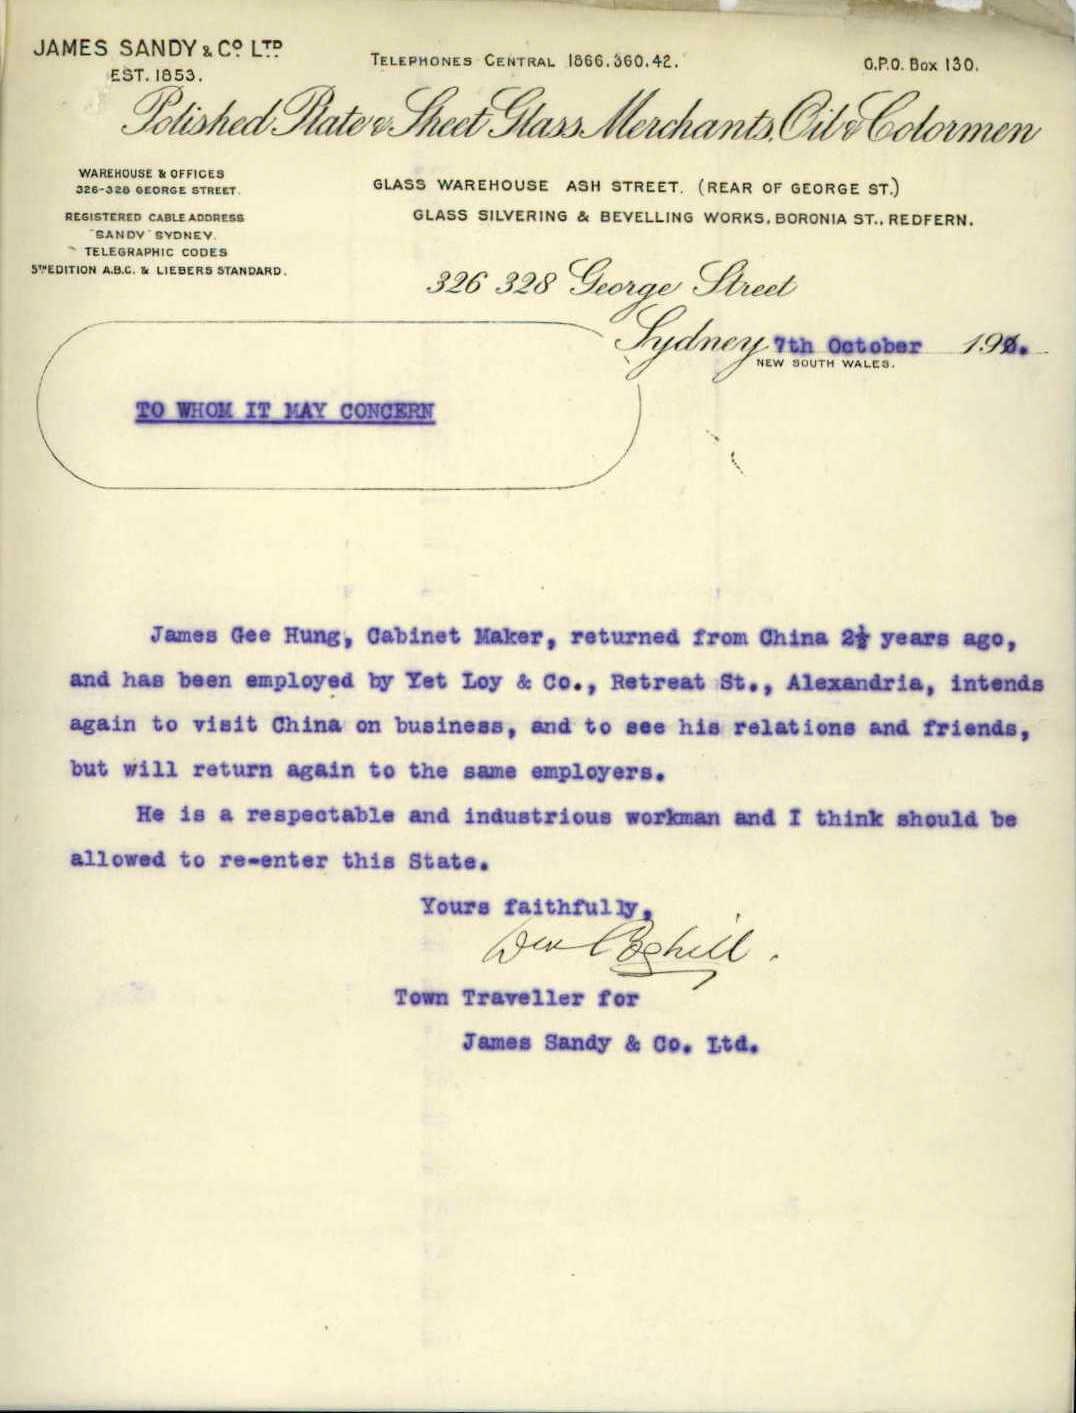 JAMES SANDY & CO LTD
EST. 1853.
TELEPHONES CENTRAL 1866.360.42.
G.P.O. Box 130.
Polished Plate & Sheet Glass Merchants, Oil & Colormen
WAREHOUSE & OFFICES
326-328 GEORGE STREET.
REGISTERED CABLE ADDRESS
"SANDY" SYDNEY.
TELEGRAPHIC CODES
5TH EDITION A.B.C. & LIEBERS STANDARD.
GLASS WAREHOUSE ASH STREET. (REAR OF GEORGE ST.)
GLASS SILVERING & BEVELLING WORKS, BORONIA ST., REDFERN.
326 328 George Street
Sydney 7th October 191
NEW SOUTH WALES.
TO WHOM IT MAY CONCERN
James Gee Hung, Cabinet Maker, returned from China 2½ years ago,
and has been employed by Yet Loy & Co., Retreat St., Alexandria, intends
again to visit China on business, and to see his relations and friends,
but will return again to the same employers.
He is a respectable and industrious workman and I think should be
allowed to re-enter this State.
Yours faithfully,
Coghill.
Town Traveller for
James Sandy & Co. Ltd.